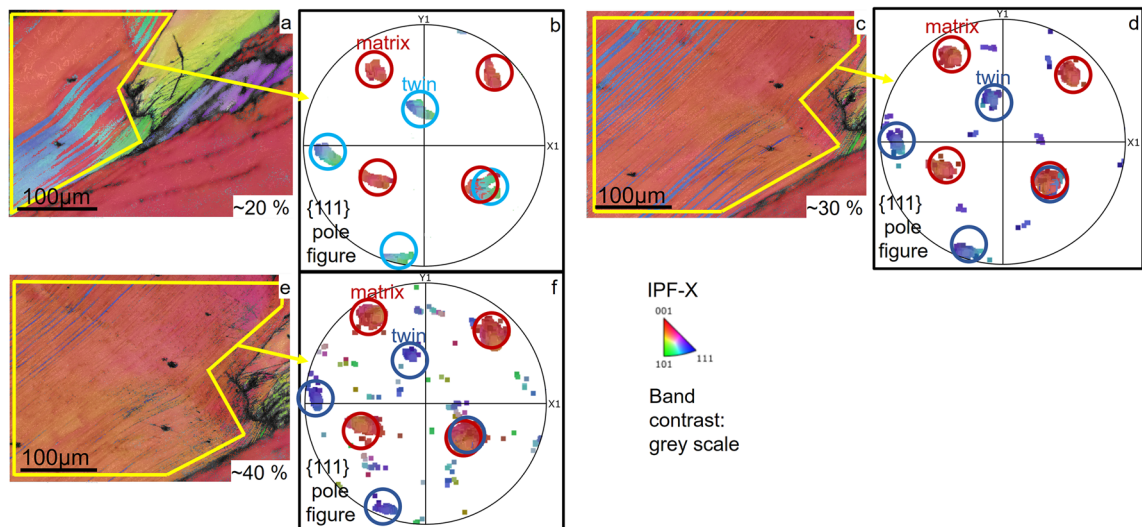 a
100µm
~20 %
b
Y1
matrix
twin
X1
{111}
pole
figure
c
100µm
~30 %
d
Y1
matrix
twin
X1
{111}
pole
figure
e
100µm
~40 %
f
Y1
matrix
twin
X1
{111}
pole
figure
IPF-X
001
101
111
Band
contrast:
grey scale